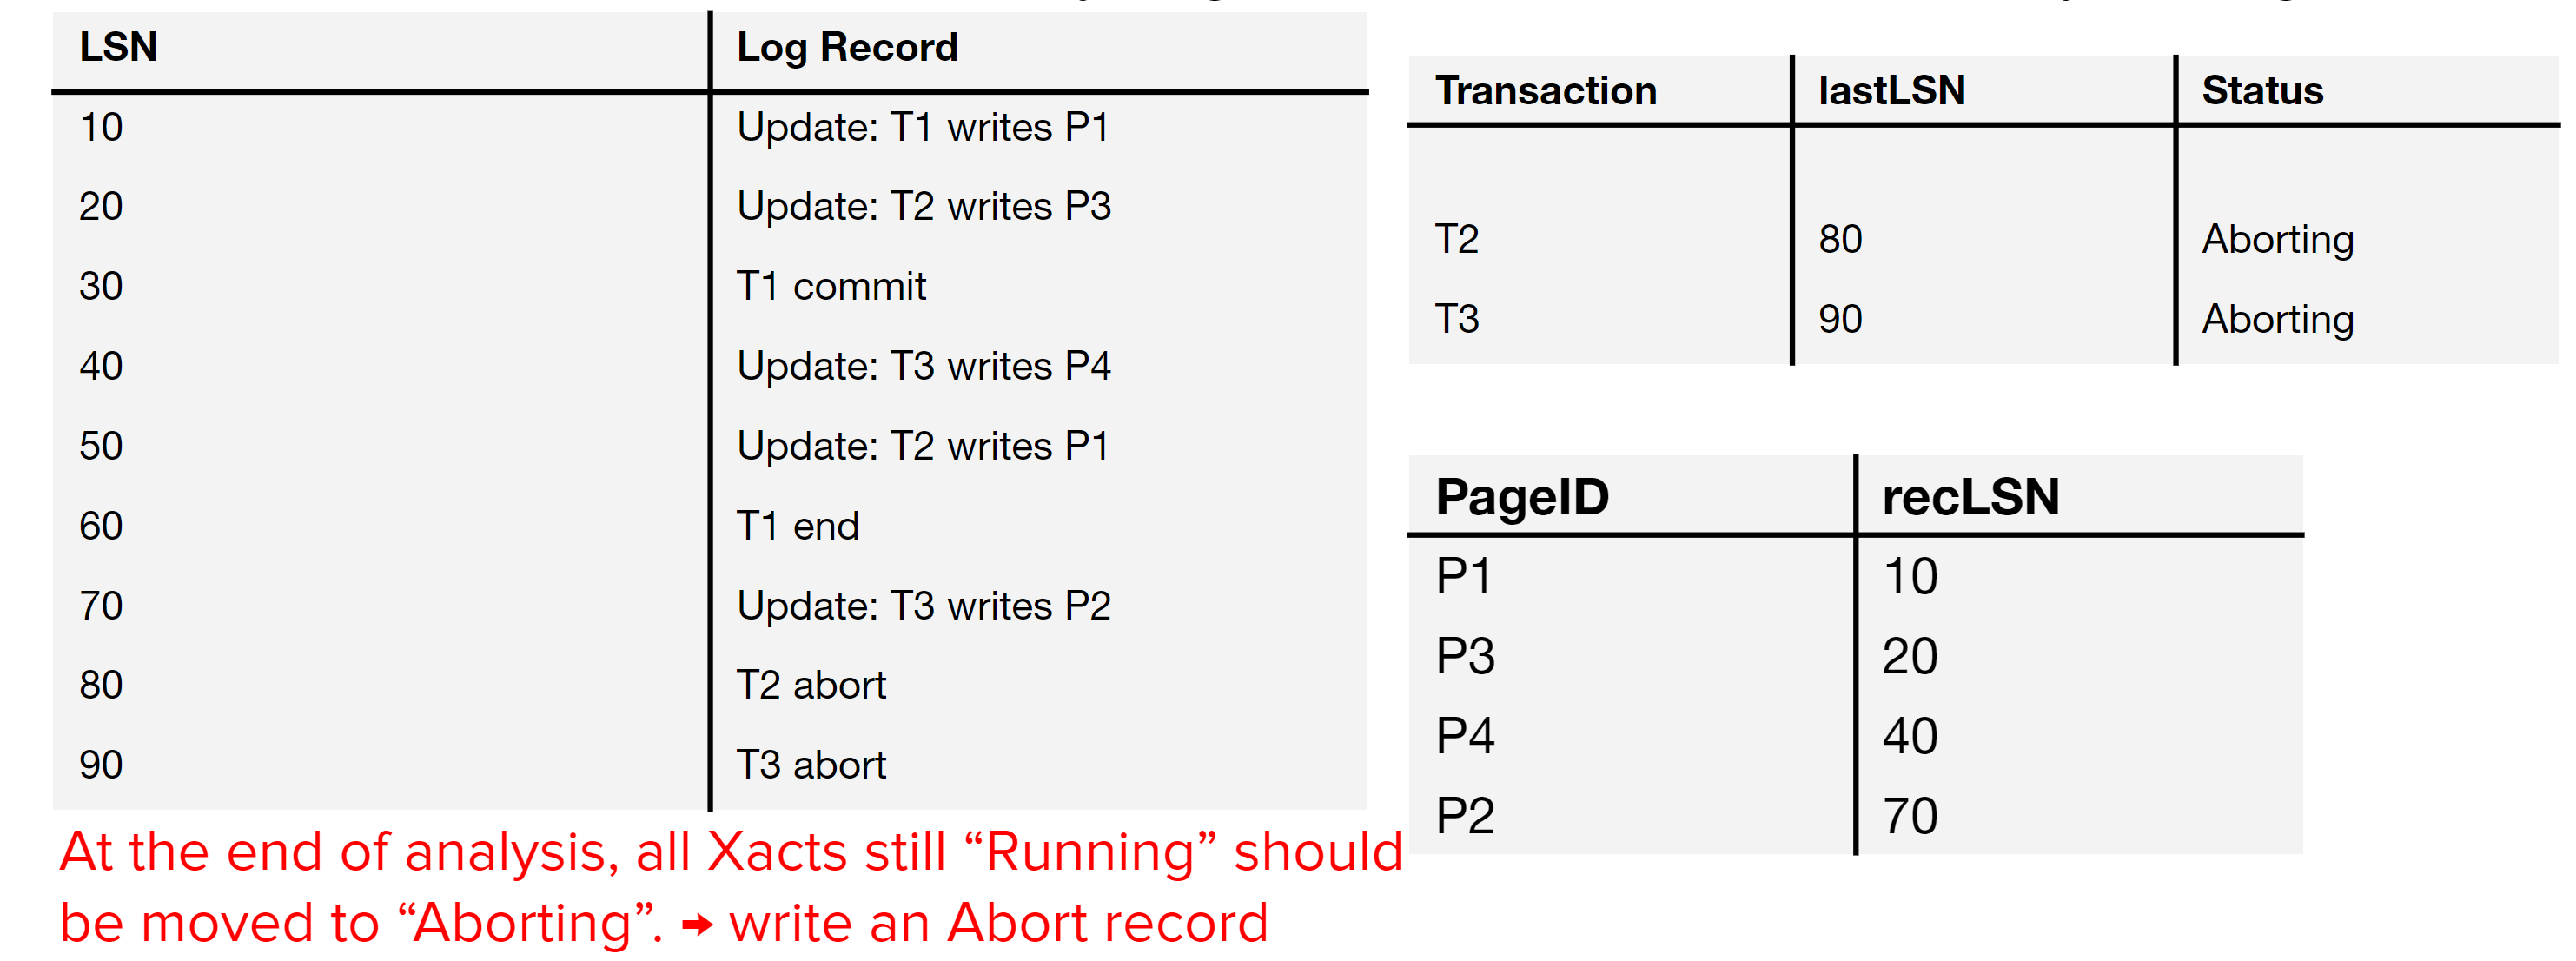 LSN Log Record
10 Update: T1 writes P1
20 Update: T2 writes P3
30 T1 commit
40 Update: T3 writes P4
50 Update: T2 writes P1
60 T1 end
70 Update: T3 writes P2
80 T2 abort
90 T3 abort
At the end of analysis, all Xacts still “Running” should
be moved to “Aborting”. → write an Abort record
Transaction lastLSN Status
T2 80 Aborting
T3 90 Aborting
PageID recLSN
P1 10
P3 20
P4 40
P2 70